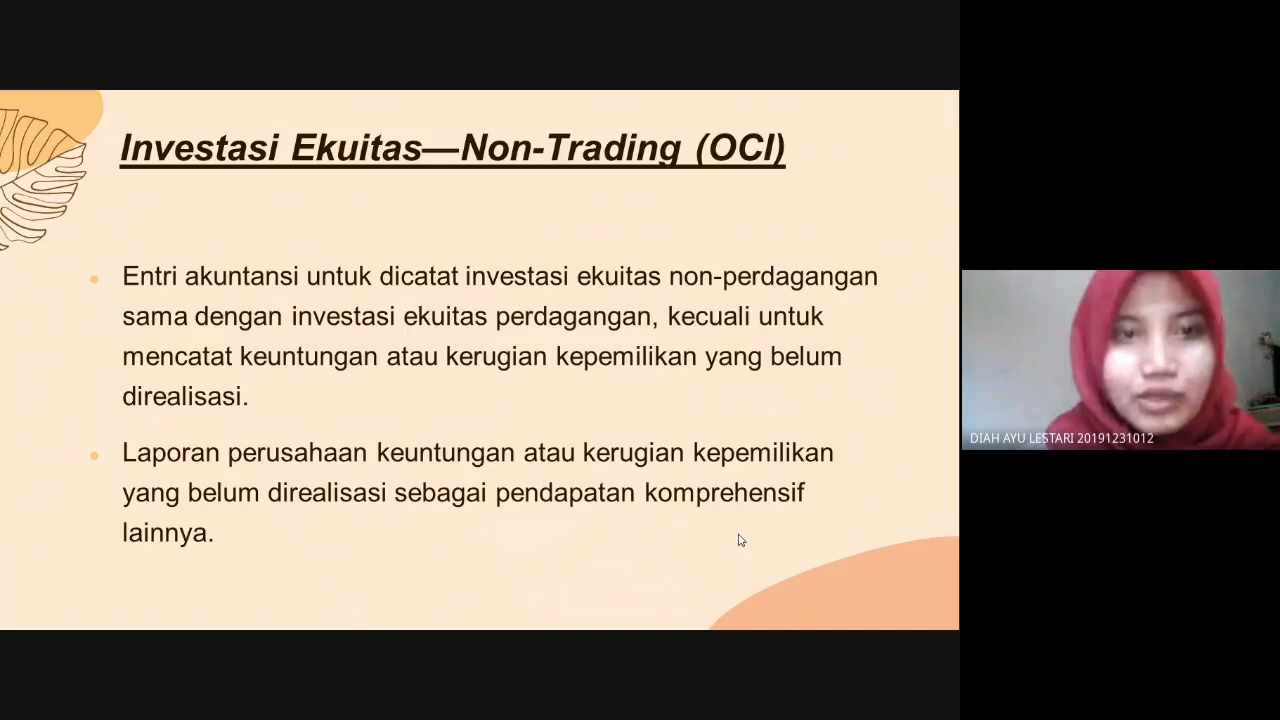 Investasi Ekuitas—Non-Trading (OCI)
Entri akuntansi untuk dicatat investasi ekuitas non-perdagangan
sama dengan investasi ekuitas perdagangan, kecuali untuk
mencatat keuntungan atau kerugian kepemilikan yang belum
direalisasi.
Laporan perusahaan keuntungan atau kerugian kepemilikan
yang belum direalisasi sebagai pendapatan komprehensif
lainnya.
DIAH AYU LESTARI 20191231012